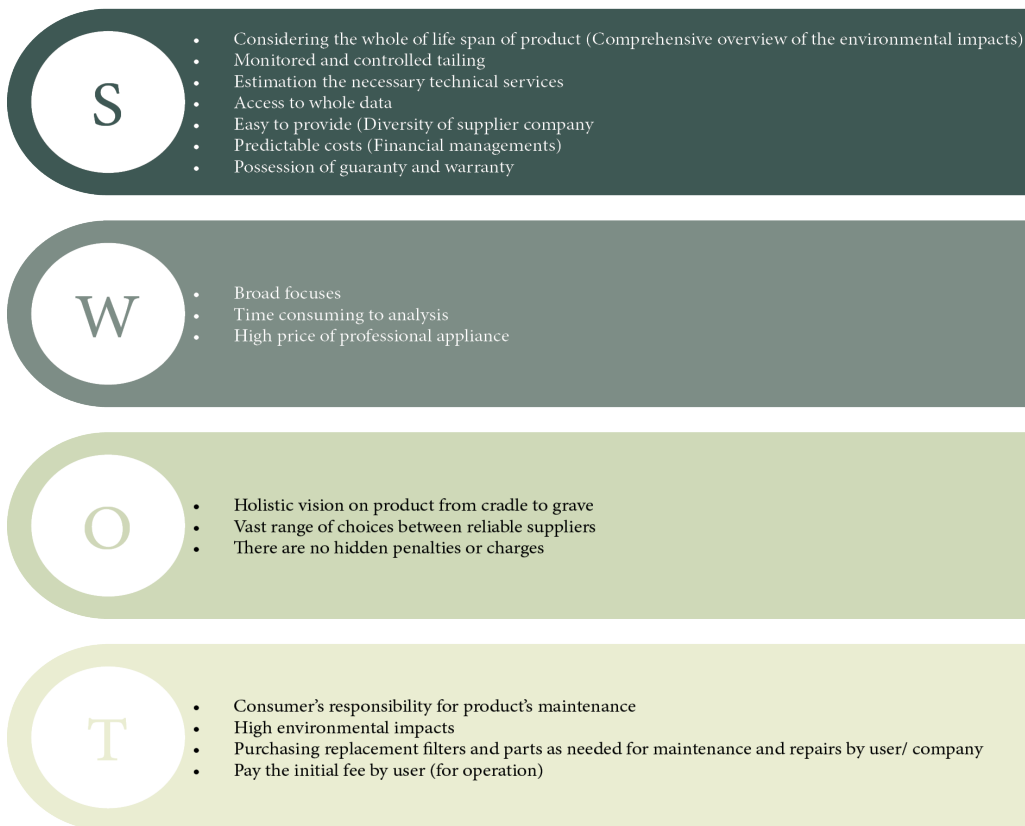 S
• Considering the whole of life span of product (Comprehensive overview of the environmental impacts)
• Monitored and controlled tailing
• Estimation the necessary technical services
• Access to whole data
• Easy to provide (Diversity of supplier company
• Predictable costs (Financial managements)
• Possession of guaranty and warranty
W
• Broad focuses
• Time consuming to analysis
• High price of professional appliance
O
• Holistic vision on product from cradle to grave
• Vast range of choices between reliable suppliers
• There are no hidden penalties or charges
T
• Consumer’s responsibility for product’s maintenance
• High environmental impacts
• Purchasing replacement filters and parts as needed for maintenance and repairs by user/ company
• Pay the initial fee by user (for operation)